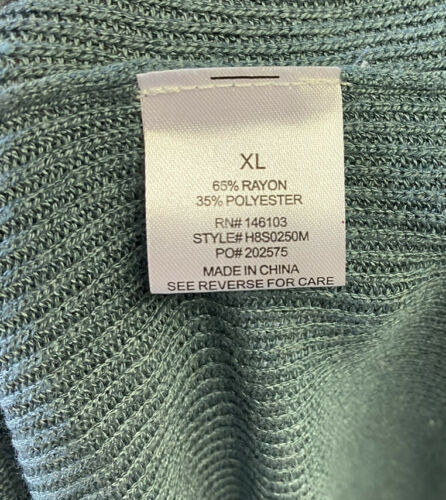 XL
65% RAYON
35% POLYESTER
RN# 146103
STYLE# H8S0250M
PO# 202575
MADE IN CHINA
SEE REVERSE FOR CARE